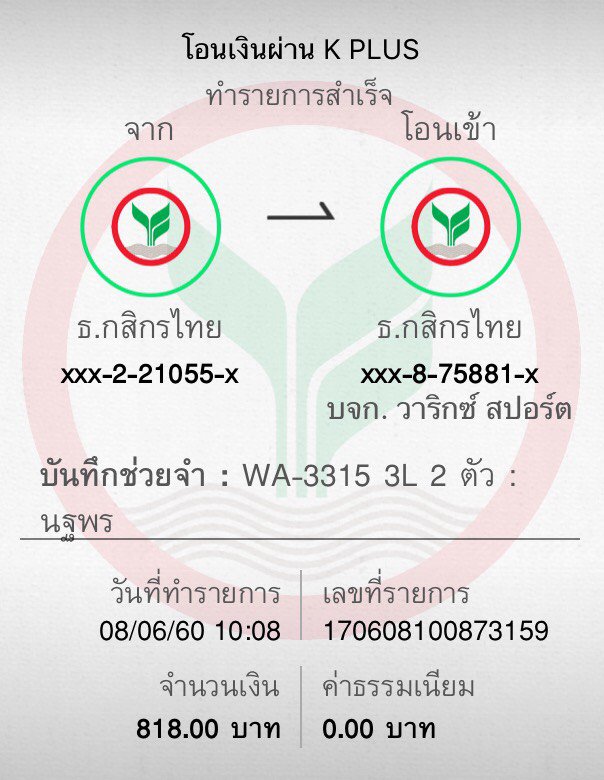 โอนเงินผ่าน K PLUS
ทำรายการสำเร็จ
จาก
โอนเข้า
ธ.กสิกรไทย
ธ.กสิกรไทย
xxx-2-21055-x
xxx-8-75881-x
บจก. วาริกซ์ สปอร์ต
บันทึกช่วยจำ : WA-3315 3L 2 ตัว :
นฐพร
วันที่ทำรายการ
เลขที่รายการ
08/06/60 10:08
170608100873159
จำนวนเงิน
ค่าธรรมเนียม
818.00 บาท
0.00 บาท